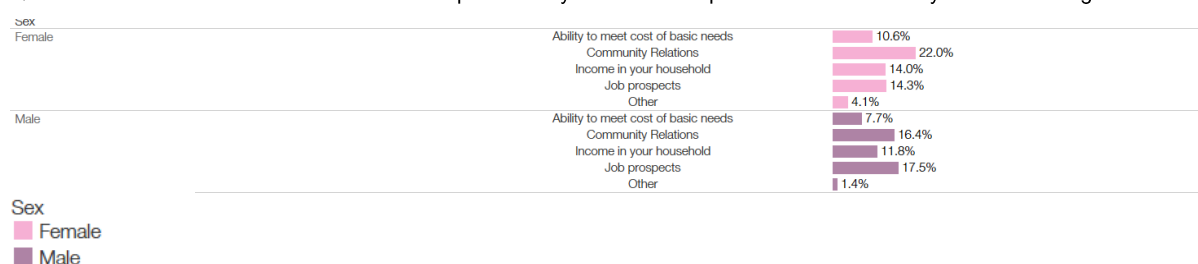 Sex
Female
Ability to meet cost of basic needs 10.6%
Community Relations 22.0%
Income in your household 14.0%
Job prospects 14.3%
Other 4.1%
Male
Ability to meet cost of basic needs 7.7%
Community Relations 16.4%
Income in your household 11.8%
Job prospects 17.5%
Other 1.4%
Sex
Female
Male